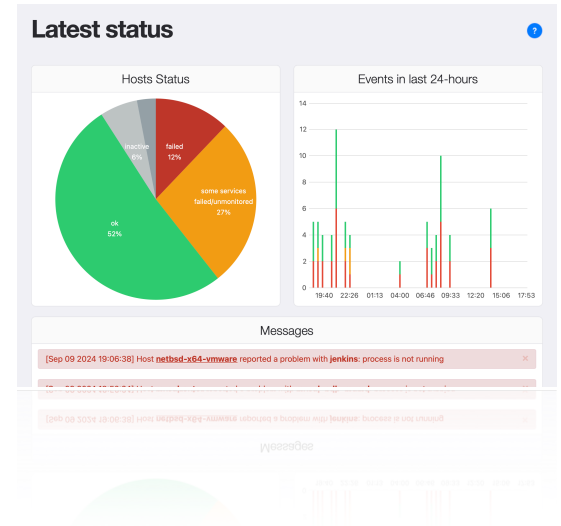 Latest status
?
Hosts Status
inactive
6%
failed
12%
some services
failed/unmonitored
27%
ok
52%
Events in last 24-hours
14
12
10
8
6
4
2
0
19:40 22:26 01:13 04:00 06:46 09:33 12:20 15:06 17:53
Messages
[Sep 09 2024 19:06:38] Host netbsd-x64-vmware reported a problem with jenkins: process is not running ×